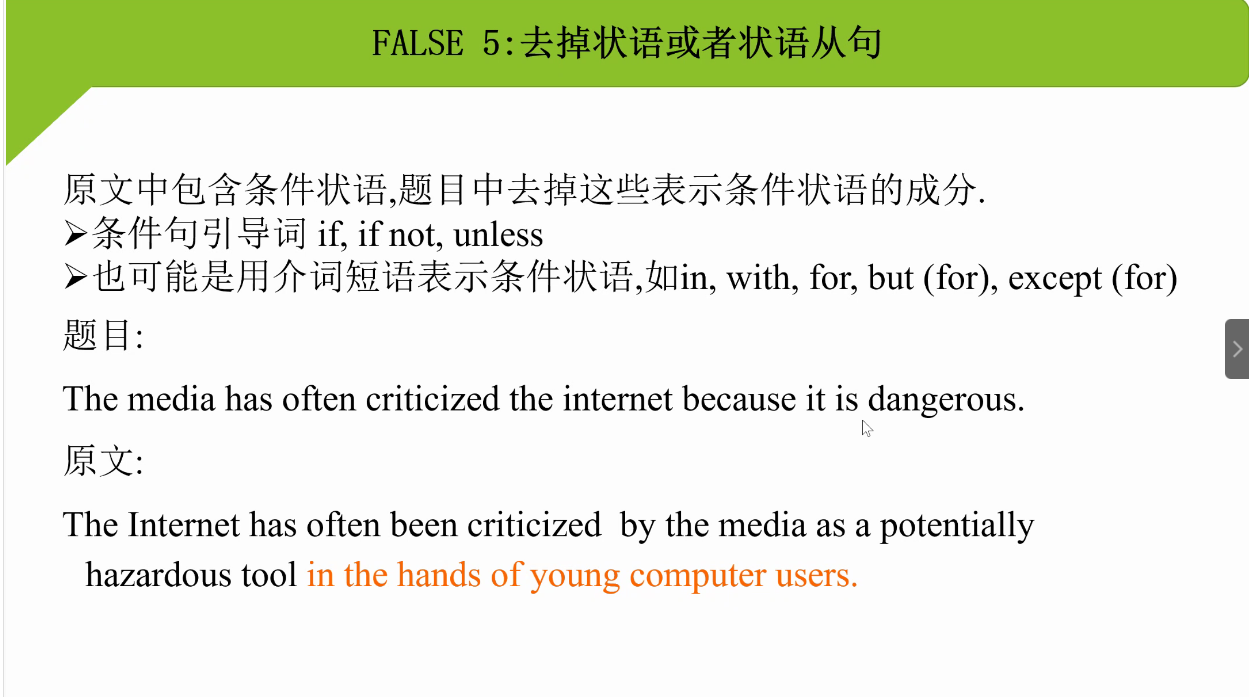 FALSE 5:去掉状语或者状语从句
原文中包含条件状语,题目中去掉这些表示条件状语的成分.
➢条件句引导词 if, if not, unless
➢也可能是用介词短语表示条件状语,如in, with, for, but (for), except (for)
题目:
The media has often criticized the internet because it is dangerous.
原文:
The Internet has often been criticized by the media as a potentially
hazardous tool in the hands of young computer users.